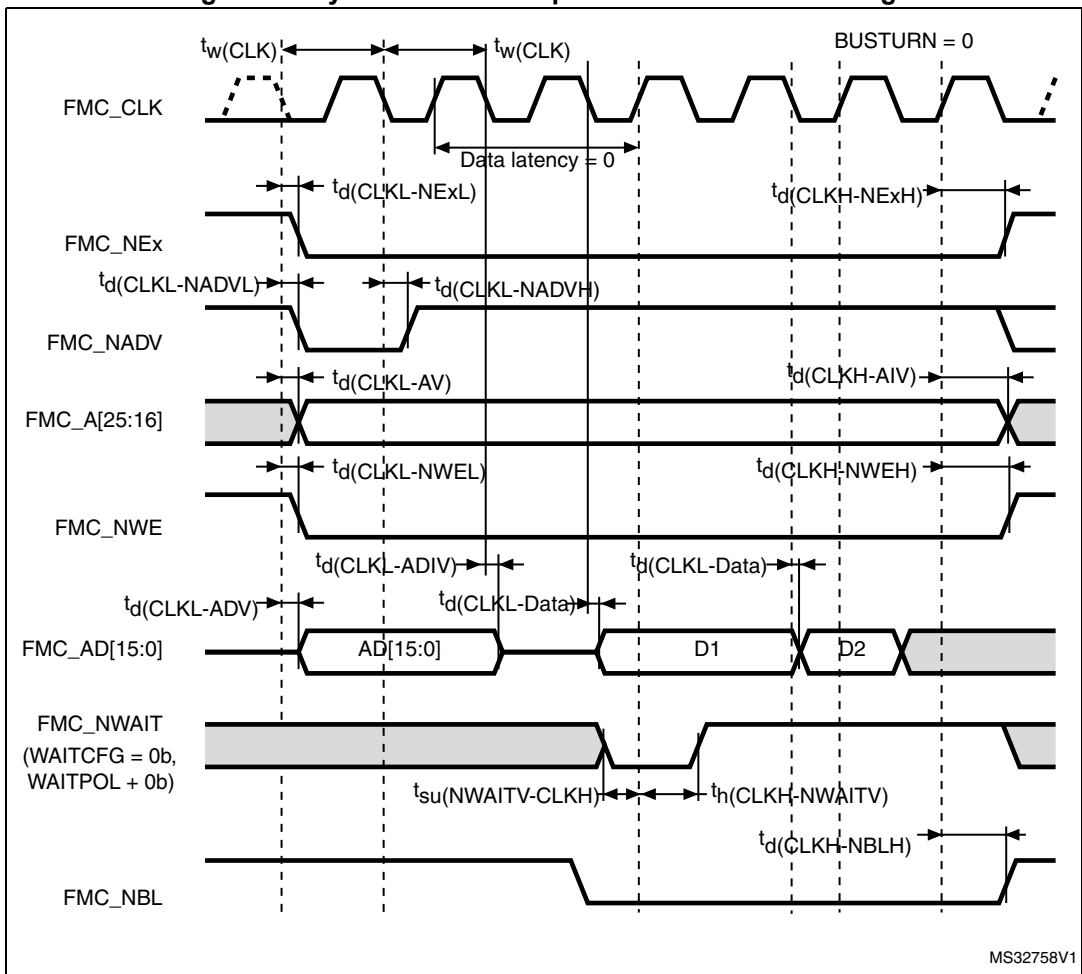 tw(CLK) tw(CLK) BUSTURN = 0
FMC_CLK
Data latency = 0
td(CLKL-NExL) td(CLKH-NExH)
FMC_NEx
td(CLKL-NADVL) td(CLKL-NADVH)
FMC_NADV
td(CLKL-AV) td(CLKH-AIV)
FMC_A[25:16]
td(CLKL-NWEL) td(CLKH-NWEH)
FMC_NWE
td(CLKL-ADIV) td(CLKL-Data)
td(CLKL-ADV) td(CLKL-Data)
FMC_AD[15:0] AD[15:0] D1 D2
FMC_NWAIT
(WAITCFG = 0b,
WAITPOL + 0b)
tsu(NWAITV-CLKH) th(CLKH-NWAITV)
td(CLKH-NBLH)
FMC_NBL
MS32758V1